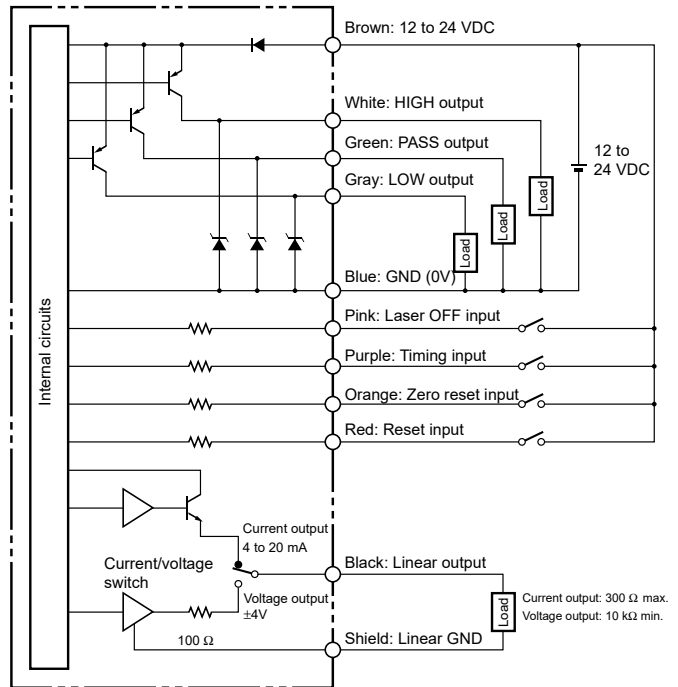 Brown: 12 to 24 VDC
White: HIGH output
Green: PASS output
Gray: LOW output
12 to
24 VDC
Load
Load
Load
Blue: GND (0V)
Internal circuits
Pink: Laser OFF input
Purple: Timing input
Orange: Zero reset input
Red: Reset input
Current output
4 to 20 mA
Current/voltage
switch
Black: Linear output
Voltage output
±4V
Load
Current output: 300 Ω max.
Voltage output: 10 kΩ min.
100 Ω
Shield: Linear GND